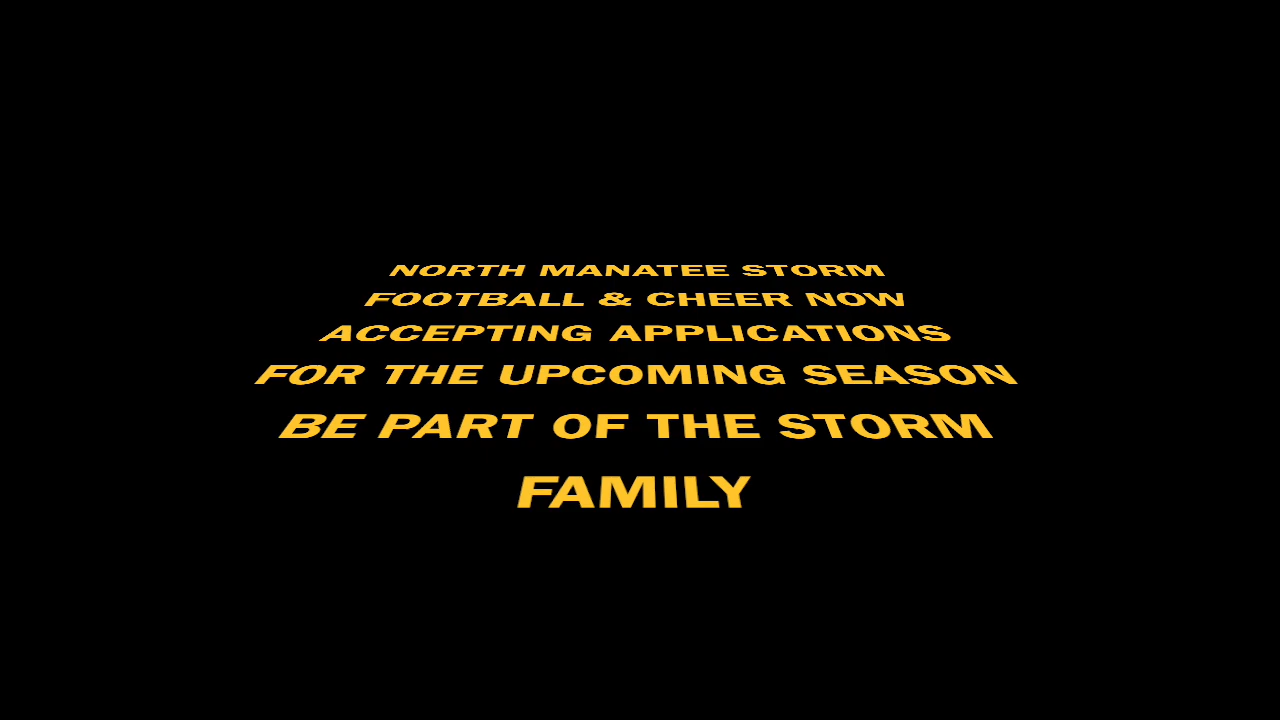 NORTH MANATEE STORM
FOOTBALL & CHEER NOW
ACCEPTING APPLICATIONS
FOR THE UPCOMING SEASON
BE PART OF THE STORM
FAMILY